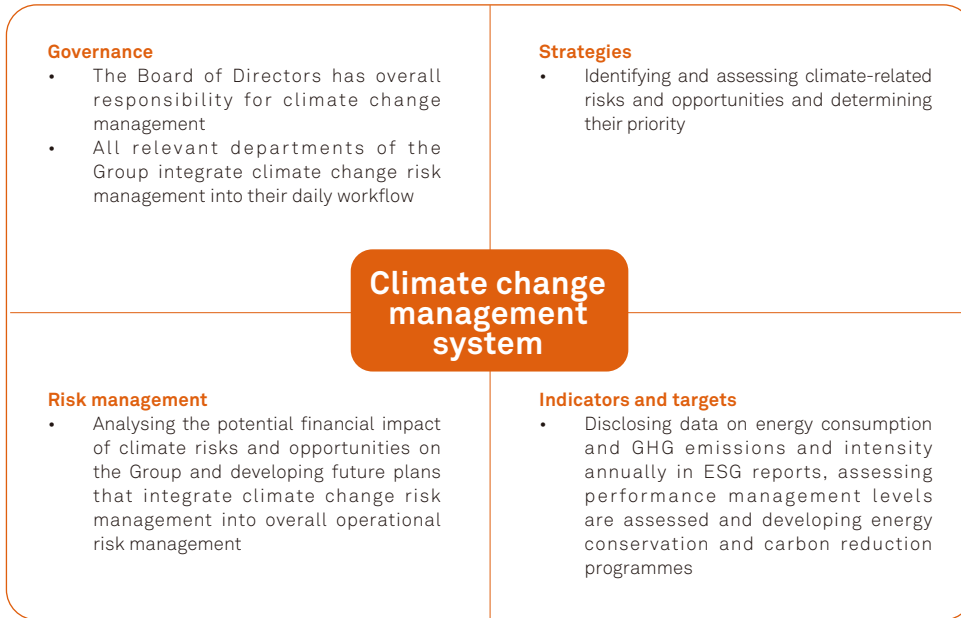 Governance
• The Board of Directors has overall
responsibility for climate change
management
• All relevant departments of the
Group integrate climate change risk
management into their daily workflow
Strategies
• Identifying and assessing climate-related
risks and opportunities and determining
their priority
Climate change
management
system
Risk management
• Analysing the potential financial impact
of climate risks and opportunities on
the Group and developing future plans
that integrate climate change risk
management into overall operational
risk management
Indicators and targets
• Disclosing data on energy consumption
and GHG emissions and intensity
annually in ESG reports, assessing
performance management levels
are assessed and developing energy
conservation and carbon reduction
programmes